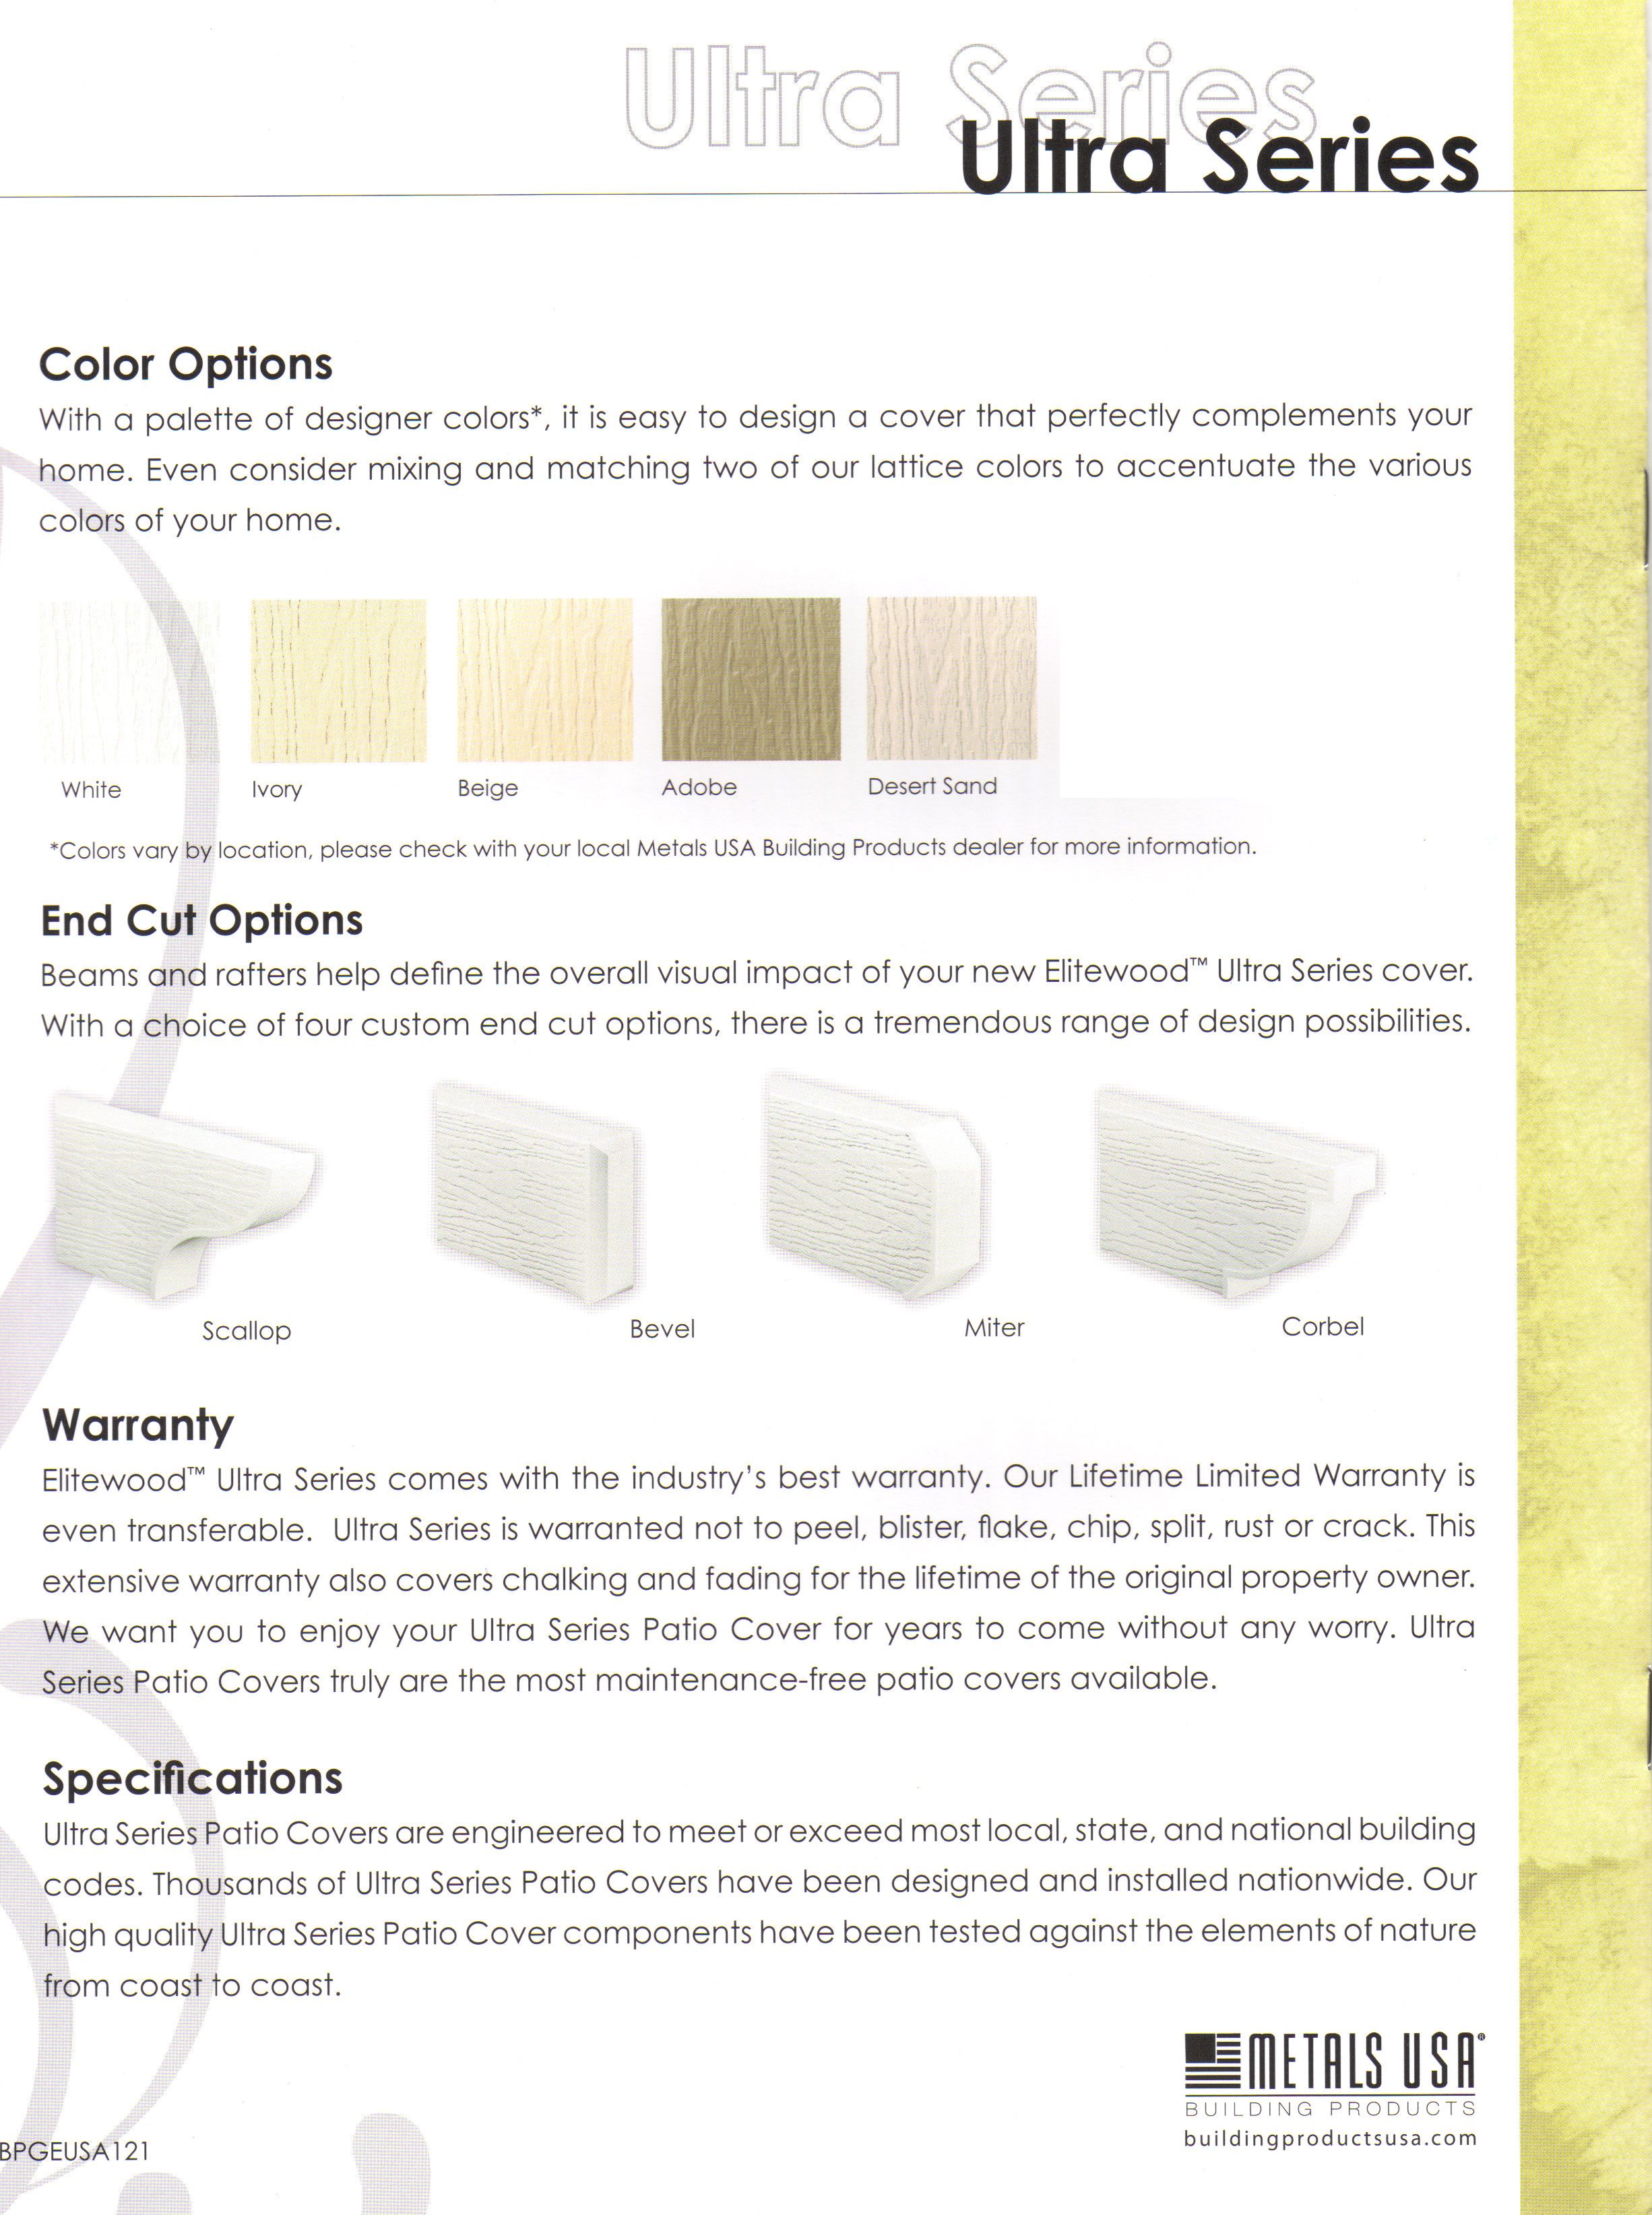 Ultra Series
Ultra Series
Color Options
With a palette of designer colors*, it is easy to design a cover that perfectly complements your
home. Even consider mixing and matching two of our lattice colors to accentuate the various
colors of your home.
White
Ivory
Beige
Adobe
Desert Sand
*Colors vary by location, please check with your local Metals USA Building Products dealer for more information.
End Cut Options
Beams and rafters help define the overall visual impact of your new Elitewood™ Ultra Series cover.
With a choice of four custom end cut options, there is a tremendous range of design possibilities.
Scallop
Bevel
Miter
Corbel
Warranty
Elitewood™ Ultra Series comes with the industry's best warranty. Our Lifetime Limited Warranty is
even transferable. Ultra Series is warranted not to peel, blister, flake, chip, split, rust or crack. This
extensive warranty also covers chalking and fading for the lifetime of the original property owner.
We want you to enjoy your Ultra Series Patio Cover for years to come without any worry. Ultra
Series Patio Covers truly are the most maintenance-free patio covers available.
Specifications
Ultra Series Patio Covers are engineered to meet or exceed most local, state, and national building
codes. Thousands of Ultra Series Patio Covers have been designed and installed nationwide. Our
high quality Ultra Series Patio Cover components have been tested against the elements of nature
from coast to coast.
METALS USA®
BUILDING PRODUCTS
buildingproductsusa.com
BPGEUSA121